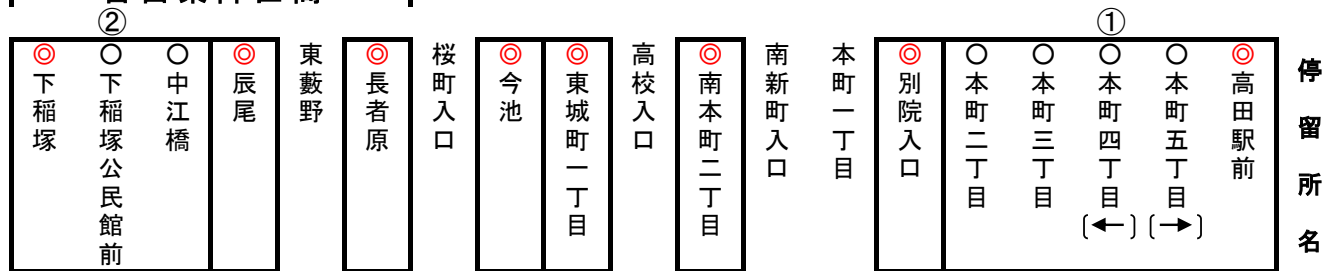 ②
①
停留所名
◎高田駅前
○本町五丁目〔→〕
○本町四丁目〔←〕
○本町三丁目
○本町二丁目
◎別院入口
本町一丁目
南新町入口
◎南本町二丁目
高校入口
◎東城町一丁目
◎今池
桜町入口
◎長者原
東藪野
◎辰尾
○中江橋
○下稲塚公民館前
◎下稲塚